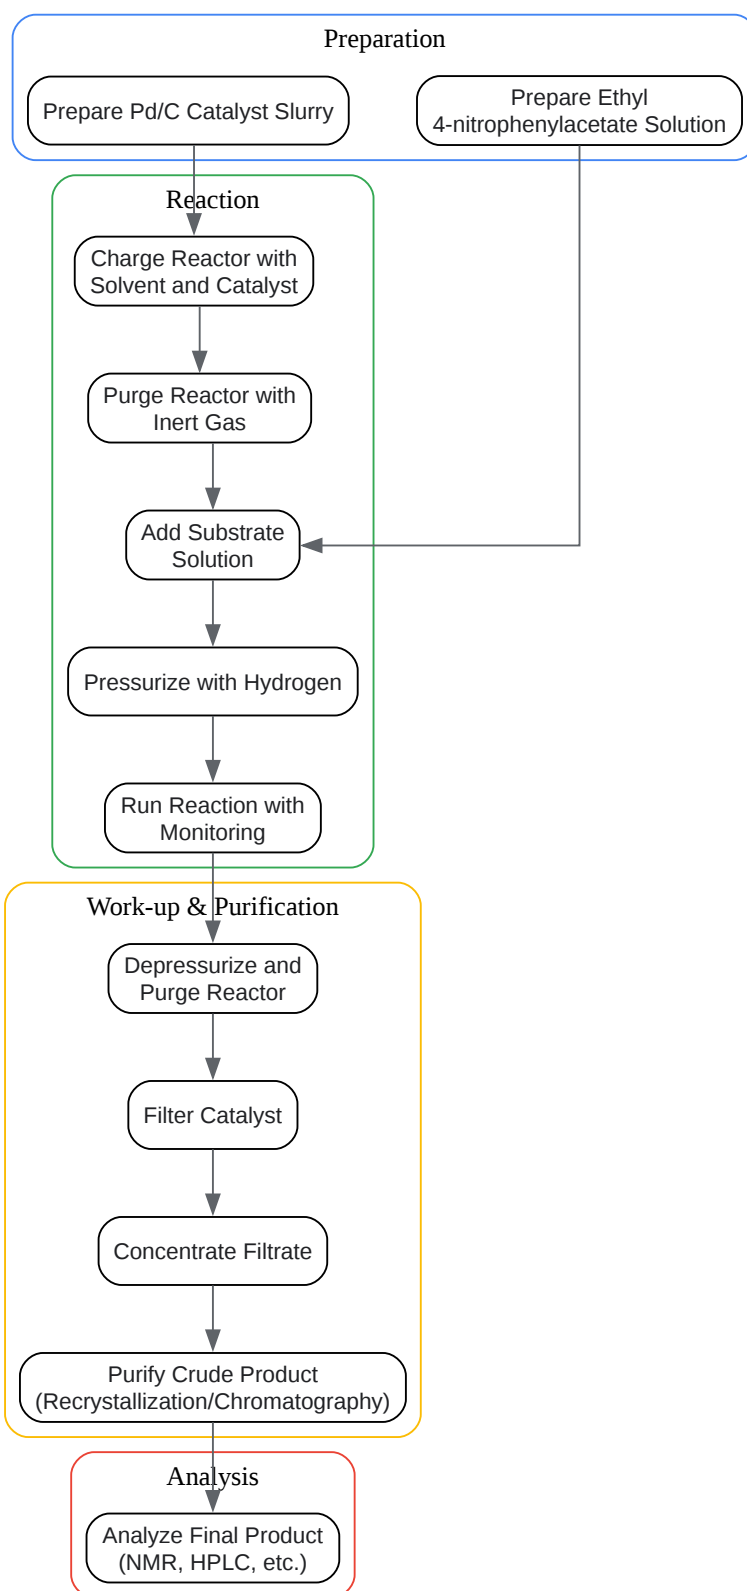 Preparation
Prepare Pd/C Catalyst Slurry
Prepare Ethyl
4-nitrophenylacetate Solution
Reaction
Charge Reactor with
Solvent and Catalyst
Purge Reactor with
Inert Gas
Add Substrate
Solution
Pressurize with Hydrogen
Run Reaction with
Monitoring
Work-up & Purification
Depressurize and
Purge Reactor
Filter Catalyst
Concentrate Filtrate
Purify Crude Product
(Recrystallization/Chromatography)
Analysis
Analyze Final Product
(NMR, HPLC, etc.)